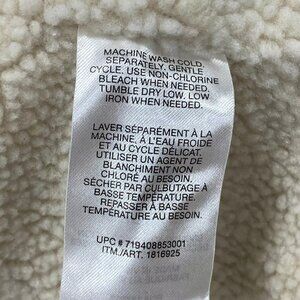 MACHINE WASH COLD,
SEPARATELY. GENTLE
CYCLE. USE NON-CHLORINE
BLEACH WHEN NEEDED.
TUMBLE DRY LOW. LOW
IRON WHEN NEEDED.
LAVER SÉPARÉMENT À LA
MACHINE, À L'EAU FROIDE
ET AU CYCLE DÉLICAT.
UTILISER UN AGENT DE
BLANCHIMENT NON
CHLORÉ AU BESOIN.
SÉCHER PAR CULBUTAGE À
BASSE TEMPÉRATURE.
REPASSER À BASSE
TEMPÉRATURE AU BESOIN.
UPC # 719408853001
ITM./ART. 1816925